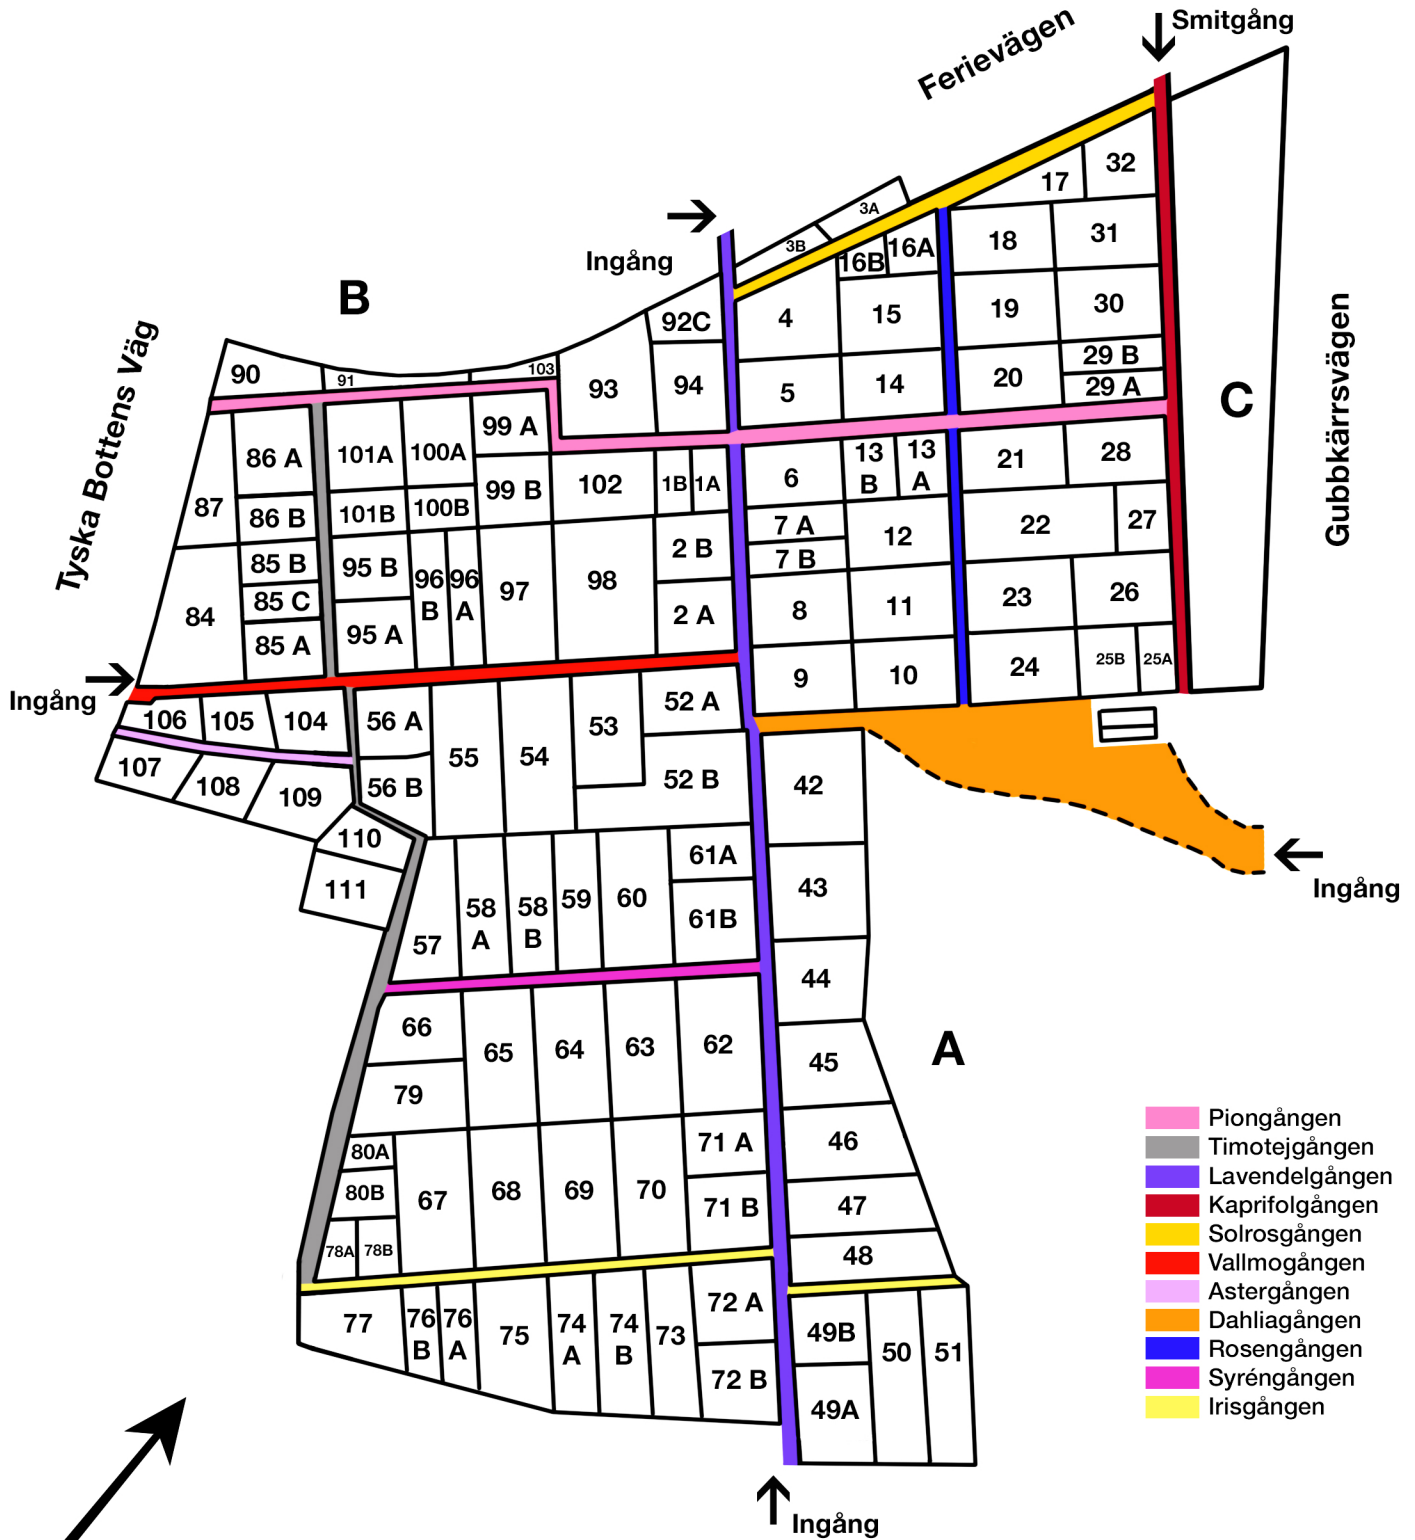 Smitgång
Ferievägen
Ingång
B
Tyska Bottens Väg
Gubbkärrsvägen
C
32
17
3A
3B
16A
16B
18
31
4
15
19
30
92C
29 B
29 A
90
91
103
93
94
5
14
20
99 A
86 A
101A
100A
102
1B
1A
6
13
B
13
A
21
28
87
86 B
101B
100B
99 B
7 A
7 B
12
22
27
85 B
85 C
85 A
84
95 B
95 A
96
B
96
A
97
98
2 B
2 A
8
11
23
26
9
10
24
25B
25A
Ingång
106
105
104
56 A
55
54
53
52 A
52 B
107
108
109
56 B
42
110
111
57
58
A
58
B
59
60
61A
61B
43
Ingång
44
66
65
64
63
62
45
A
79
80A
80B
78A
78B
67
68
69
70
71 A
71 B
46
47
48
77
76
B
76
A
75
74
A
74
B
73
72 A
72 B
49B
49A
50
51
Piongången
Timotejgången
Lavendelgången
Kaprifolgången
Solrosgången
Vallmogången
Astergången
Dahliagången
Rosengången
Syréngången
Irisgången
Ingång